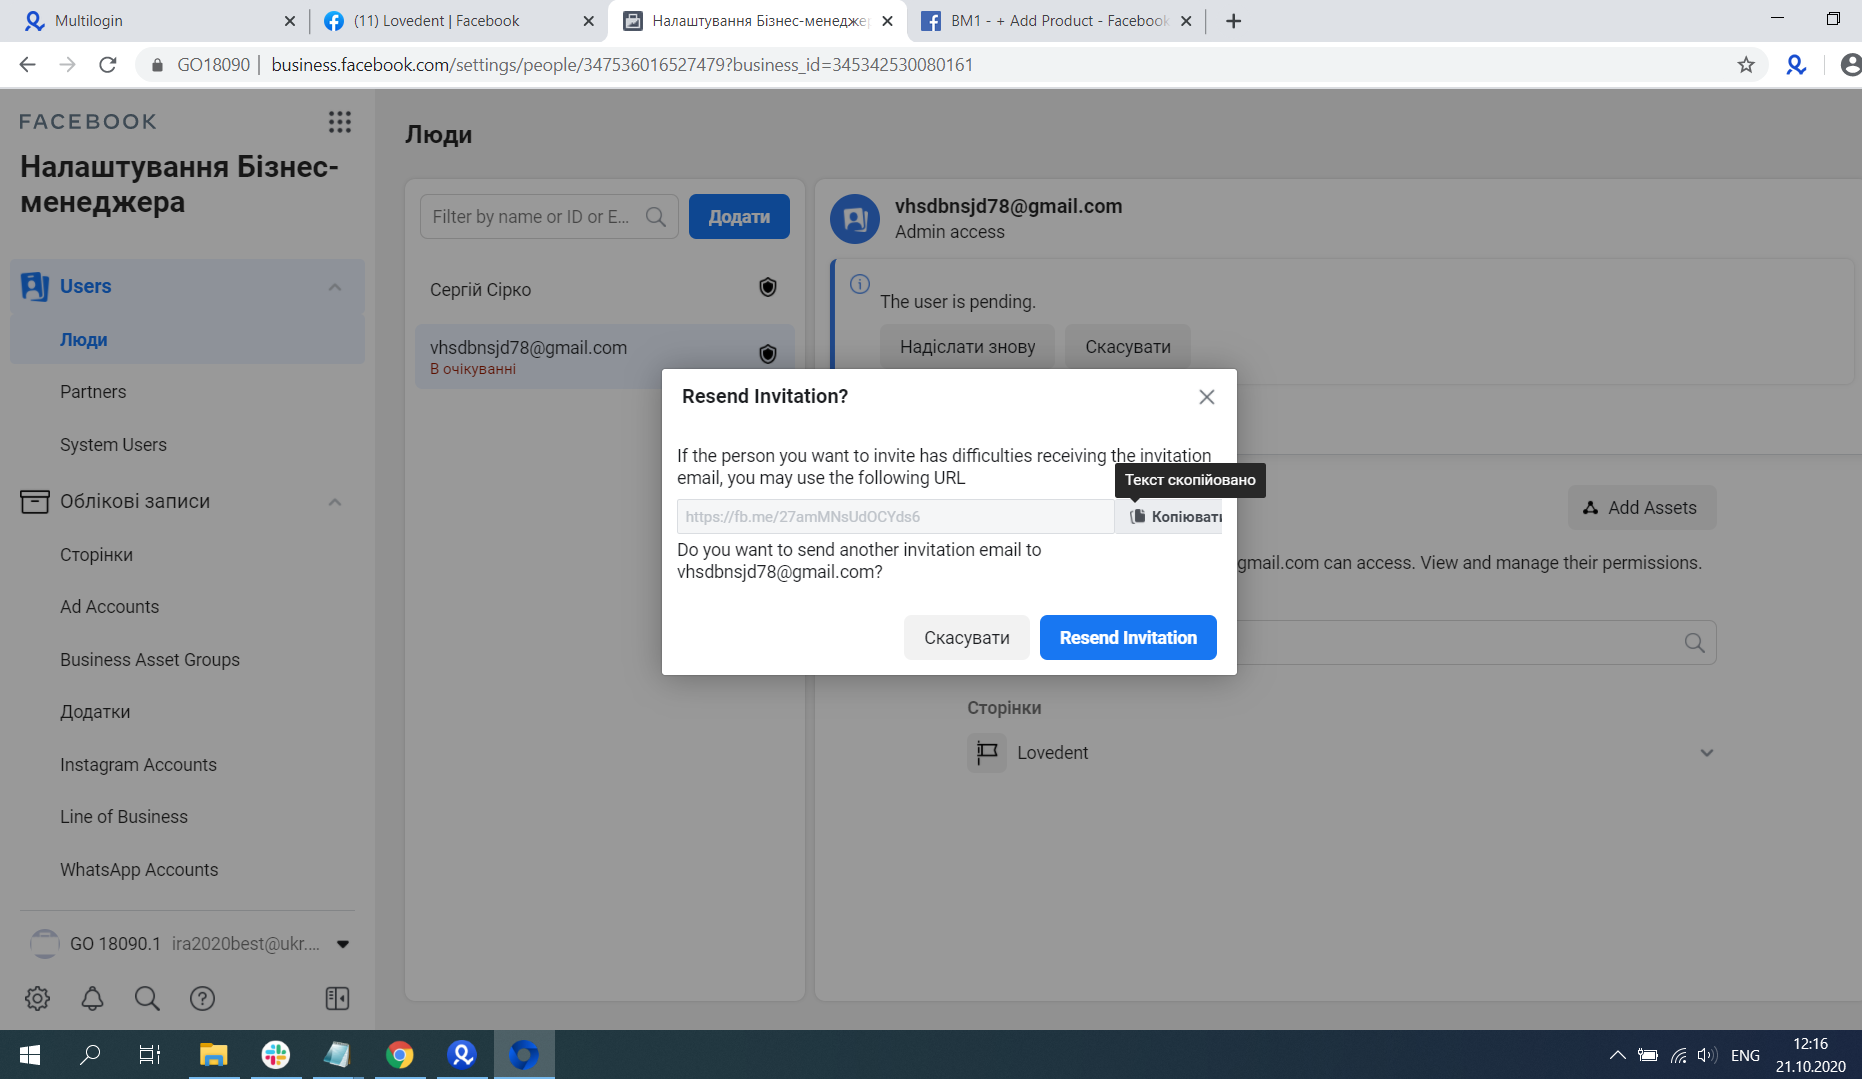 Multilogin
(11) Lovedent | Facebook
Налаштування Бізнес-менедже
BM1 - + Add Product - Facebook
GO18090
business.facebook.com/settings/people/347536016527479?business_id=345342530080161
FACEBOOK
Налаштування Бізнес-
менеджера
Users
Люди
Partners
System Users
Облікові записи
Сторінки
Ad Accounts
Business Asset Groups
Додатки
Instagram Accounts
Line of Business
WhatsApp Accounts
GO 18090.1 ira2020best@ukr....
Люди
Filter by name or ID or E...
Додати
Сергій Сірко
vhsdbnsjd78@gmail.com
В очікуванні
vhsdbnsjd78@gmail.com
Admin access
The user is pending.
Надіслати знову
Скасувати
Resend Invitation?
If the person you want to invite has difficulties receiving the invitation
email, you may use the following URL
Текст скопійовано
https://fb.me/27amMNsUdOCYds6
Копіювати
Do you want to send another invitation email to
vhsdbnsjd78@gmail.com?
Скасувати
Resend Invitation
Add Assets
gmail.com can access. View and manage their permissions.
Сторінки
Lovedent
ENG
12:16
21.10.2020